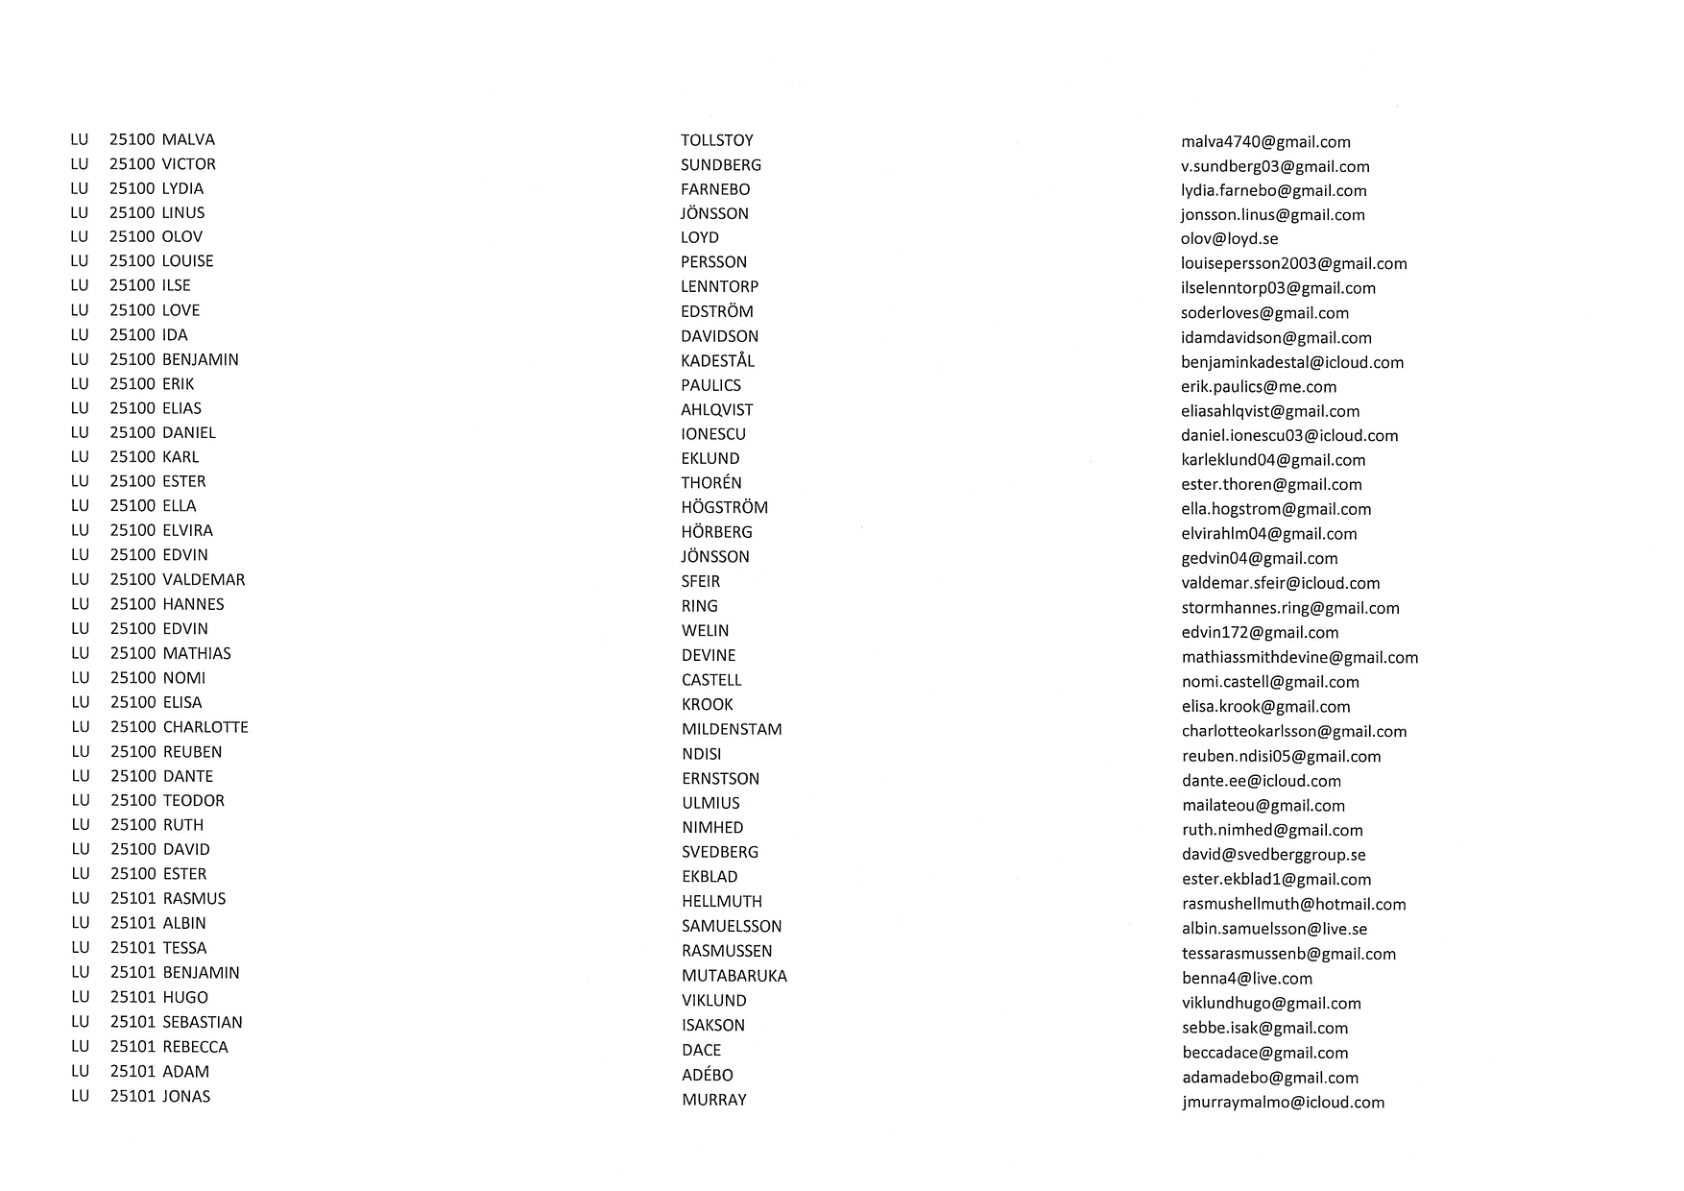 LU 25100 MALVA TOLLSTOY malva4740@gmail.com
LU 25100 VICTOR SUNDBERG v.sundberg03@gmail.com
LU 25100 LYDIA FARNEBO lydia.farnebo@gmail.com
LU 25100 LINUS JÖNSSON jonsson.linus@gmail.com
LU 25100 OLOV LOYD olov@loyd.se
LU 25100 LOUISE PERSSON louisepersson2003@gmail.com
LU 25100 ILSE LENNTORP ilselenntorp03@gmail.com
LU 25100 LOVE EDSTRÖM soderloves@gmail.com
LU 25100 IDA DAVIDSON idamdavidson@gmail.com
LU 25100 BENJAMIN KADESTÅL benjaminkadestal@icloud.com
LU 25100 ERIK PAULICS erik.paulics@me.com
LU 25100 ELIAS AHLQVIST eliasahlqvist@gmail.com
LU 25100 DANIEL IONESCU daniel.ionescu03@icloud.com
LU 25100 KARL EKLUND karleklund04@gmail.com
LU 25100 ESTER THORÉN ester.thoren@gmail.com
LU 25100 ELLA HÖGSTRÖM ella.hogstrom@gmail.com
LU 25100 ELVIRA HÖRBERG elvirahlm04@gmail.com
LU 25100 EDVIN JÖNSSON gedvin04@gmail.com
LU 25100 VALDEMAR SFEIR valdemar.sfeir@icloud.com
LU 25100 HANNES RING stormhannes.ring@gmail.com
LU 25100 EDVIN WELIN edvin172@gmail.com
LU 25100 MATHIAS DEVINE mathiassmithdevine@gmail.com
LU 25100 NOMI CASTELL nomi.castell@gmail.com
LU 25100 ELISA KROOK elisa.krook@gmail.com
LU 25100 CHARLOTTE MILDENSTAM charlotteokarlsson@gmail.com
LU 25100 REUBEN NDISI reuben.ndisi05@gmail.com
LU 25100 DANTE ERNSTSON dante.ee@icloud.com
LU 25100 TEODOR ULMIUS mailateou@gmail.com
LU 25100 RUTH NIMHED ruth.nimhed@gmail.com
LU 25100 DAVID SVEDBERG david@svedberggroup.se
LU 25100 ESTER EKBLAD ester.ekblad1@gmail.com
LU 25101 RASMUS HELLMUTH rasmushellmuth@hotmail.com
LU 25101 ALBIN SAMUELSSON albin.samuelsson@live.se
LU 25101 TESSA RASMUSSEN tessarasmussenb@gmail.com
LU 25101 BENJAMIN MUTABARUKA benna4@live.com
LU 25101 HUGO VIKLUND viklundhugo@gmail.com
LU 25101 SEBASTIAN ISAKSON sebbe.isak@gmail.com
LU 25101 REBECCA DACE beccadace@gmail.com
LU 25101 ADAM ADÉBO adamadebo@gmail.com
LU 25101 JONAS MURRAY jmurraymalmo@icloud.com